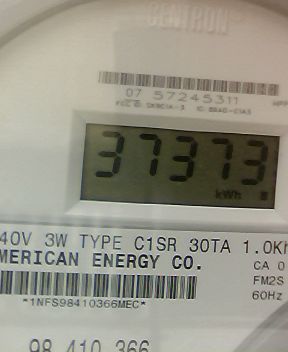 CENTRON
07 57245311
37373
kWh
40V 3W TYPE C1SR 30TA 1.0Kh
MERICAN ENERGY CO.
CA 0
FM2S
60Hz
*1NFS98410366MEC*
98 410 366